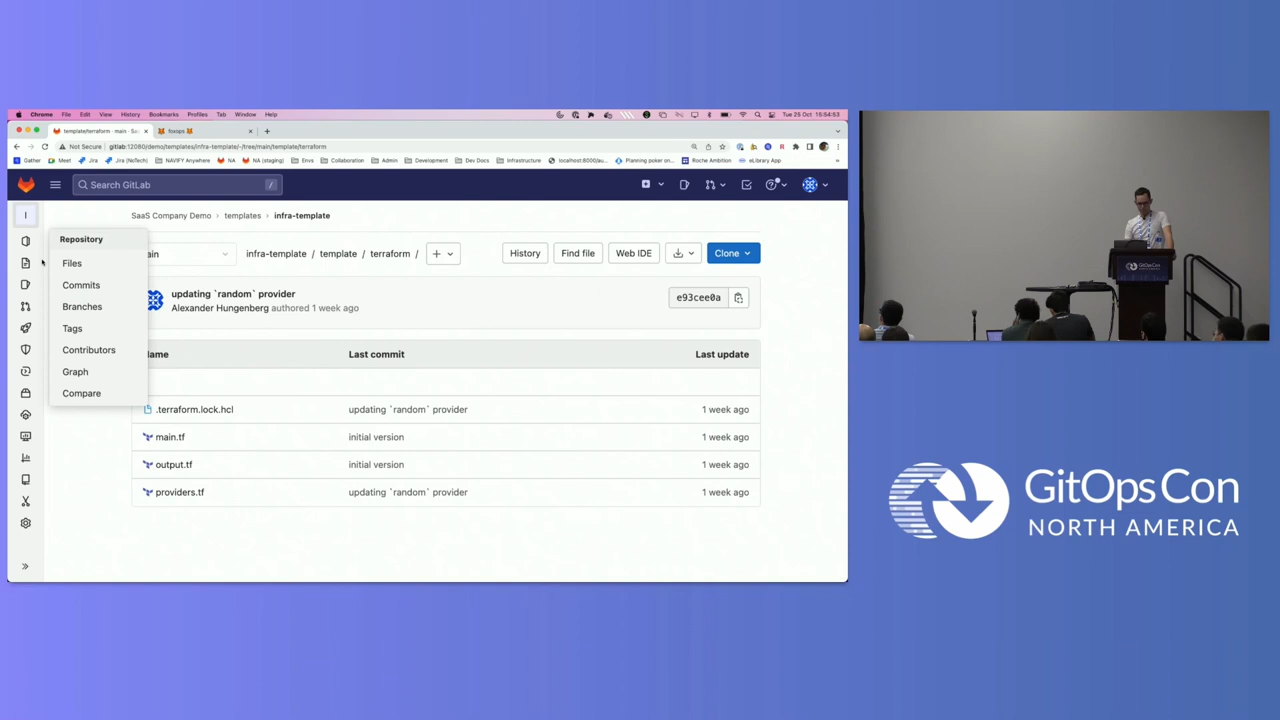 Chrome File Edit View History Bookmarks Profiles Tab Window Help
Tue 25 Oct 15:54:53
template/terraform · main · Sa
foxops
Not Secure gitlab:12080/demo/templates/infra-template/-/tree/main/template/terraform
Gather Meet Jira Jira (NoTech) NAVIFY Anywhere NA NA (staging) Envs Collaboration Admin Development Dev Docs Infrastructure localhost:8080/au... Planning poker on... Roche Ambition eLibrary App
Search GitLab /
I
SaaS Company Demo › templates › infra-template
Repository
Files
Commits
Branches
Tags
Contributors
Graph
Compare
ain
infra-template / template / terraform / +
History
Find file
Web IDE
Clone
updating `random` provider
Alexander Hungenberg authored 1 week ago
e93cee0a
ame Last commit Last update
.terraform.lock.hcl updating `random` provider 1 week ago
main.tf initial version 1 week ago
output.tf initial version 1 week ago
providers.tf updating `random` provider 1 week ago
GitOpsCon
GitOpsCon
NORTH AMERICA